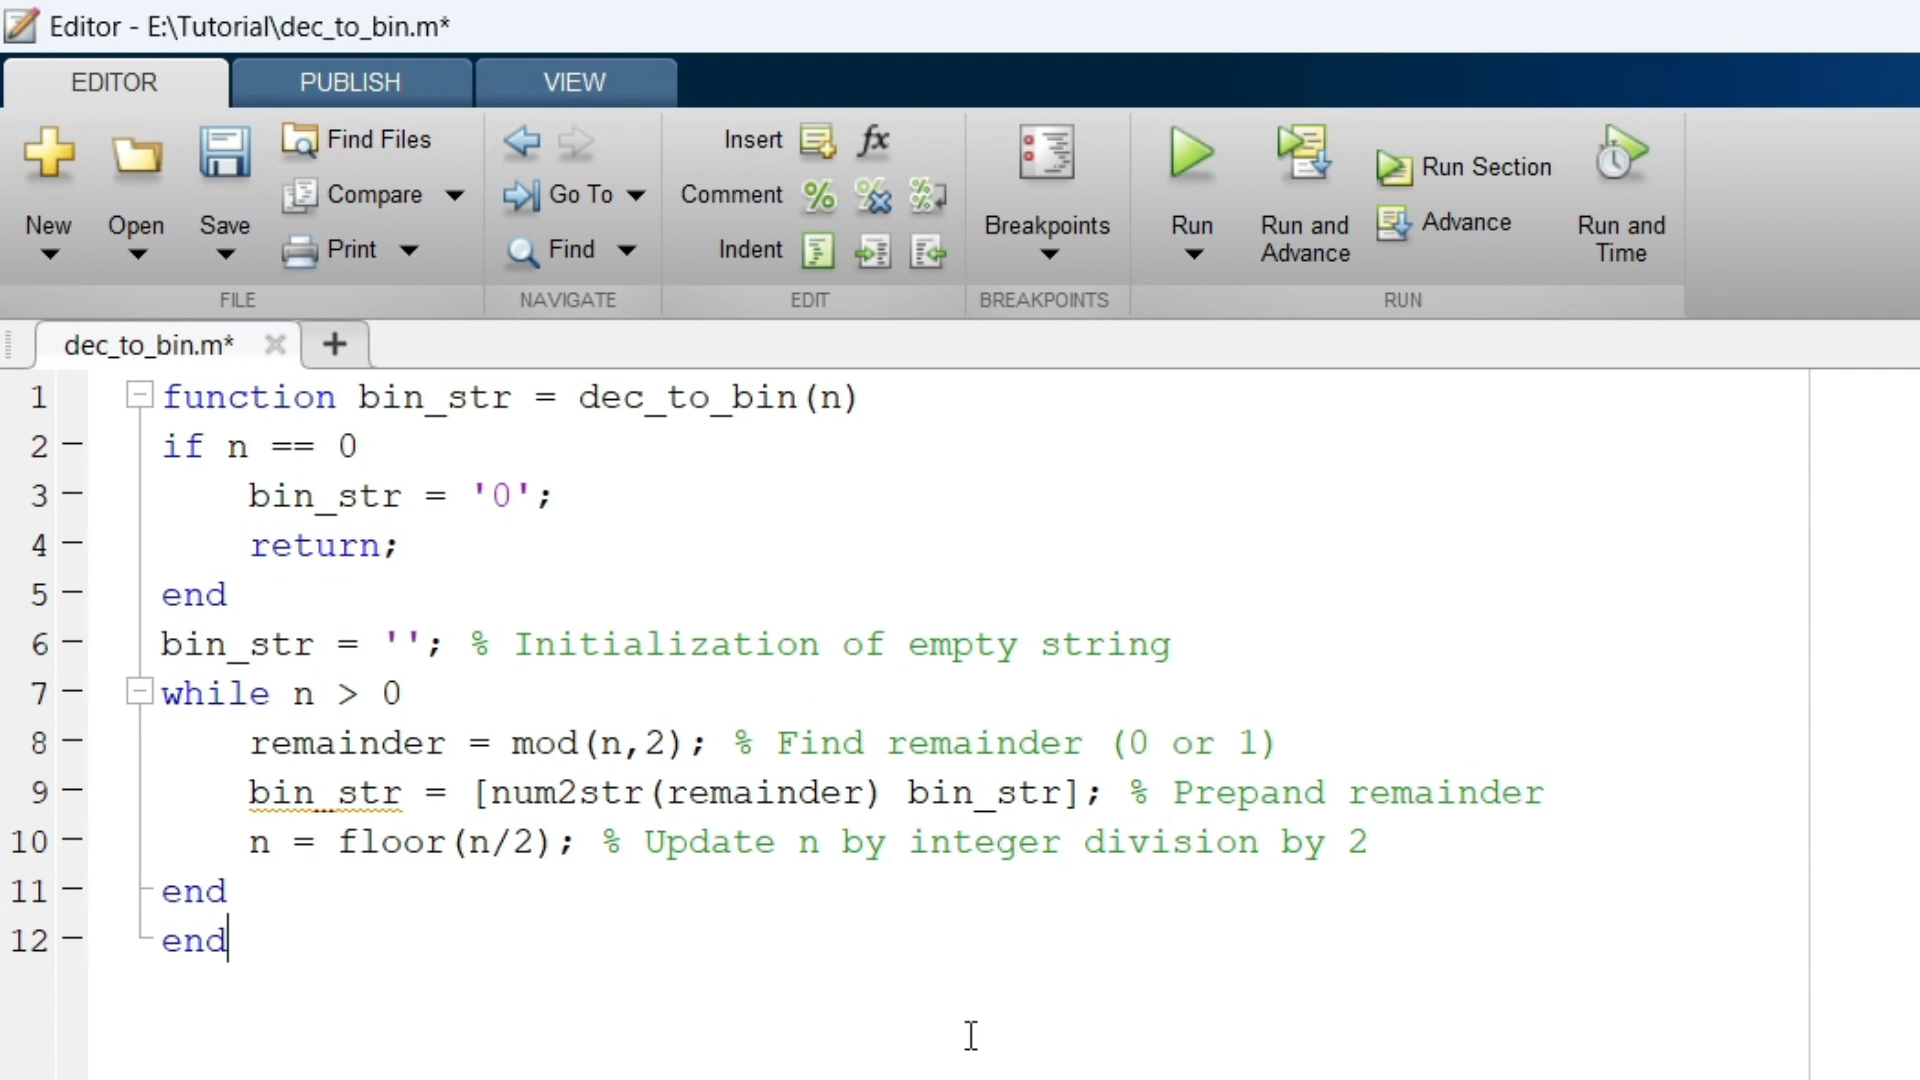 Editor - E:\Tutorial\dec_to_bin.m*
EDITOR PUBLISH VIEW
New Open Save
Find Files
Compare
Print
FILE
Go To
Find
NAVIGATE
Insert fx
Comment
Indent
EDIT
Breakpoints
BREAKPOINTS
Run
Run and Advance
Run Section
Advance
Run and Time
RUN
dec_to_bin.m* +
1 function bin_str = dec_to_bin(n)
2 if n == 0
3 bin_str = '0';
4 return;
5 end
6 bin_str = ''; % Initialization of empty string
7 while n > 0
8 remainder = mod(n,2); % Find remainder (0 or 1)
9 bin_str = [num2str(remainder) bin_str]; % Prepand remainder
10 n = floor(n/2); % Update n by integer division by 2
11 end
12 end